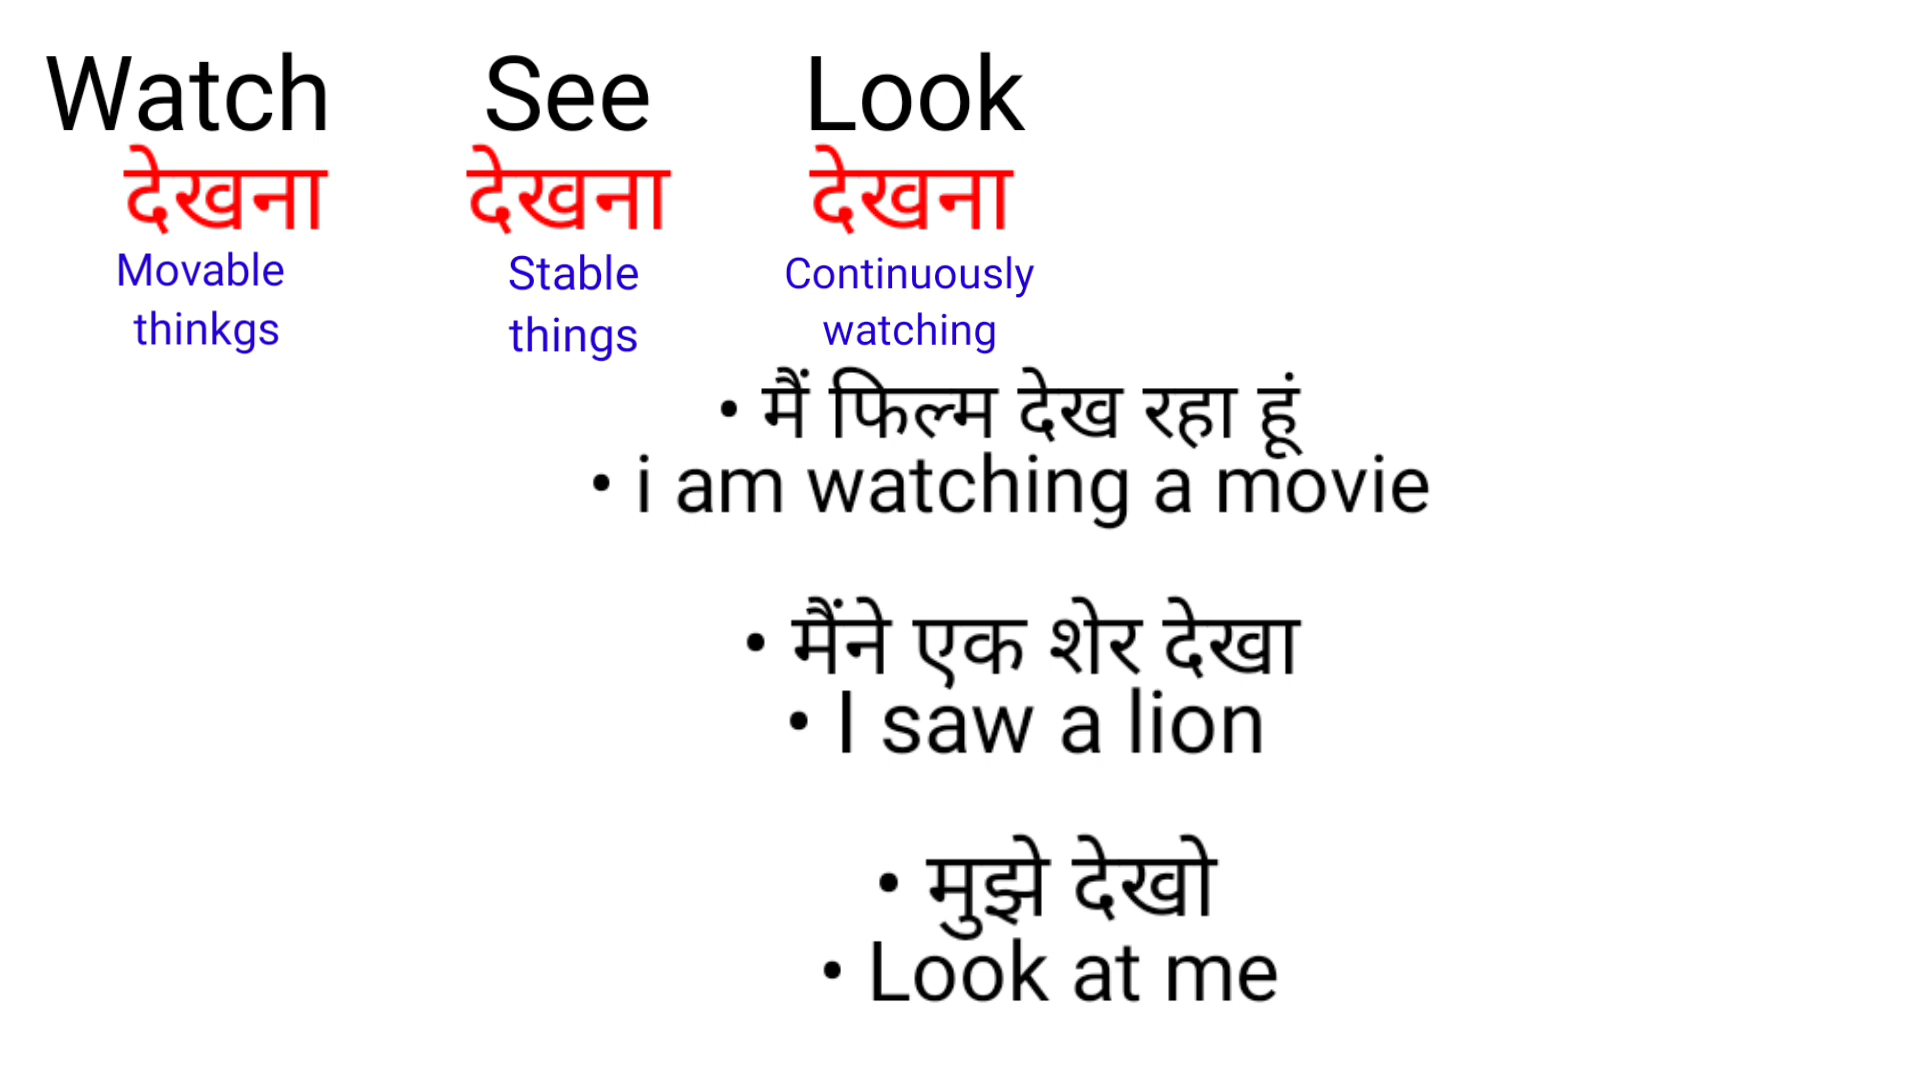 Watch See Look
देखना देखना देखना
Movable Stable Continuously
thinkgs things watching
• मैं फिल्म देख रहा हूं
• i am watching a movie
• मैंने एक शेर देखा
• I saw a lion
• मुझे देखो
• Look at me